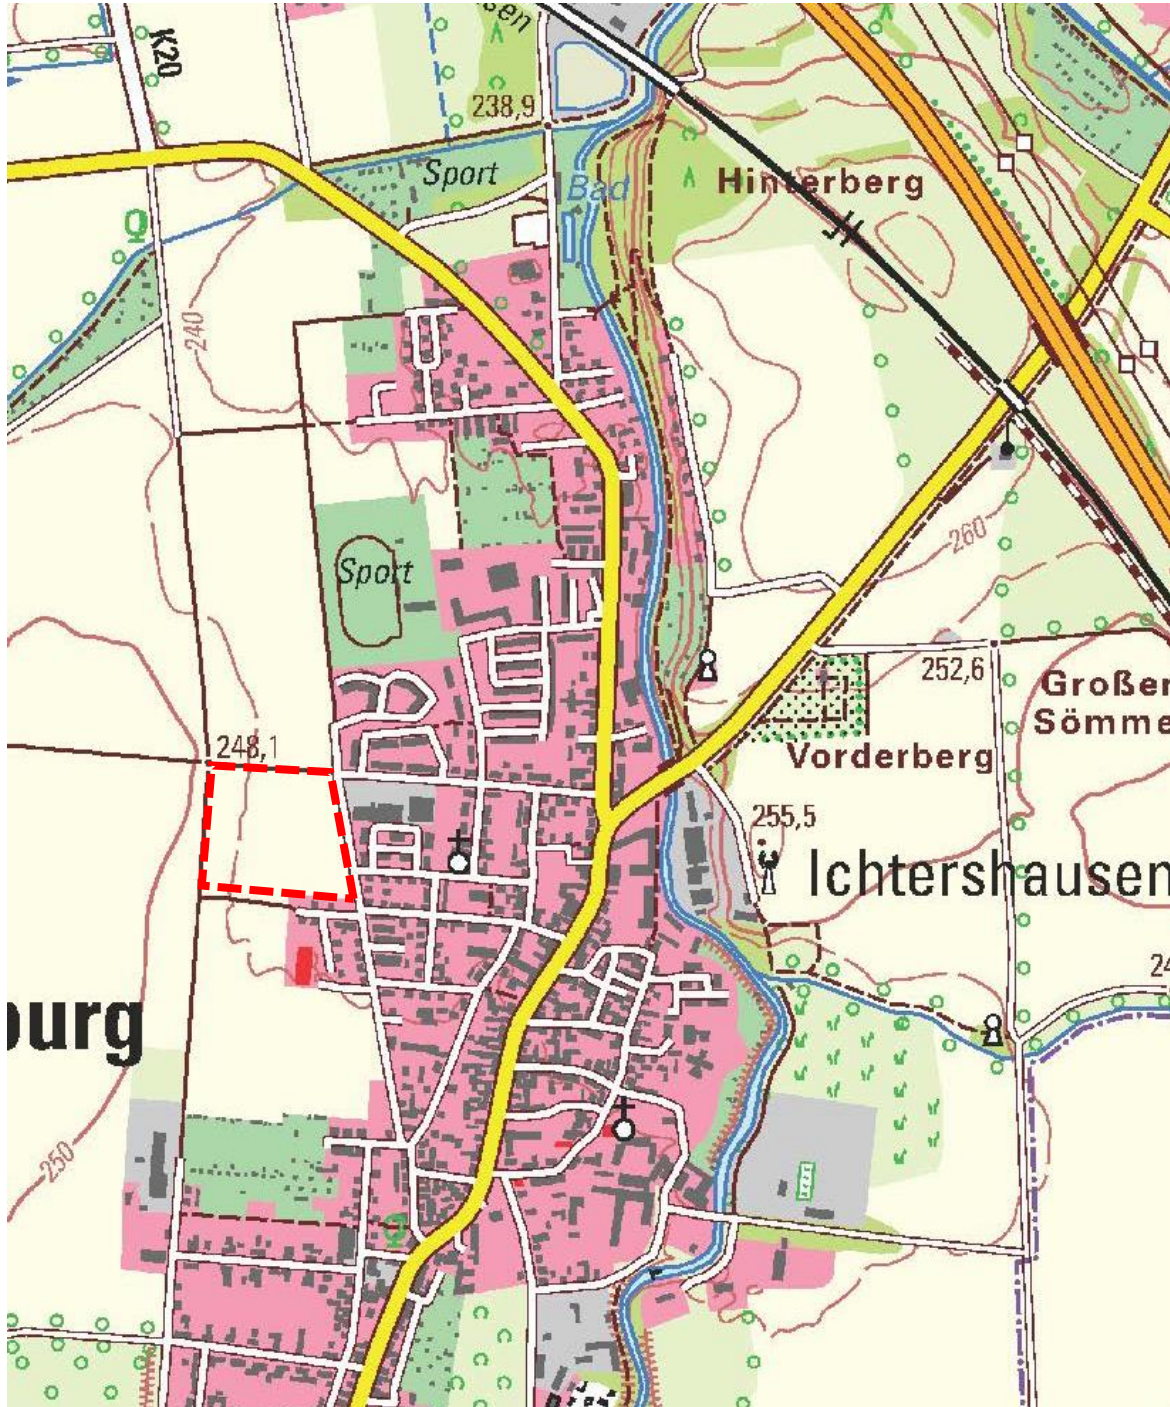 K20
238,9
Sport
Bad
Hinterberg
240
Sport
260
252,6
Großer
Sömme
248,1
Vorderberg
255,5
Ichtershausen
24
burg
250